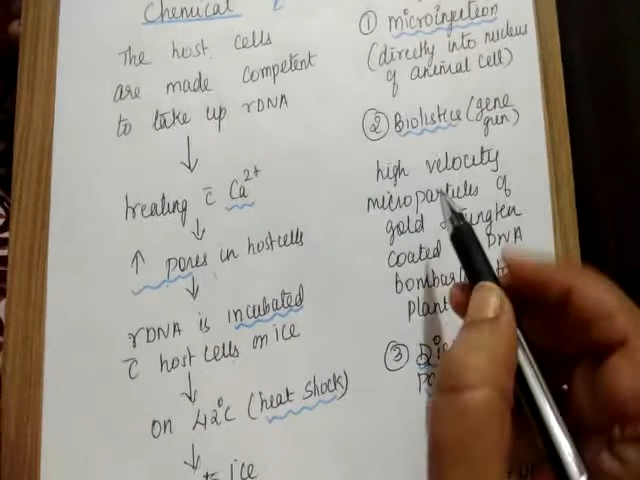 Chemical
The host cells
are made competent
to take up rDNA
↓
treating c̄ Ca²⁺
↓
↑ pores in host cells
↓
rDNA is incubated
c̄ host cells on ice
↓
on 42°C (heat shock)
↓
ice
① microinjection
(directly into nucleus
of animal cell)
② Biolistics (gene
gun)
high velocity
microparticles of
gold
coated DNA
Plant
③